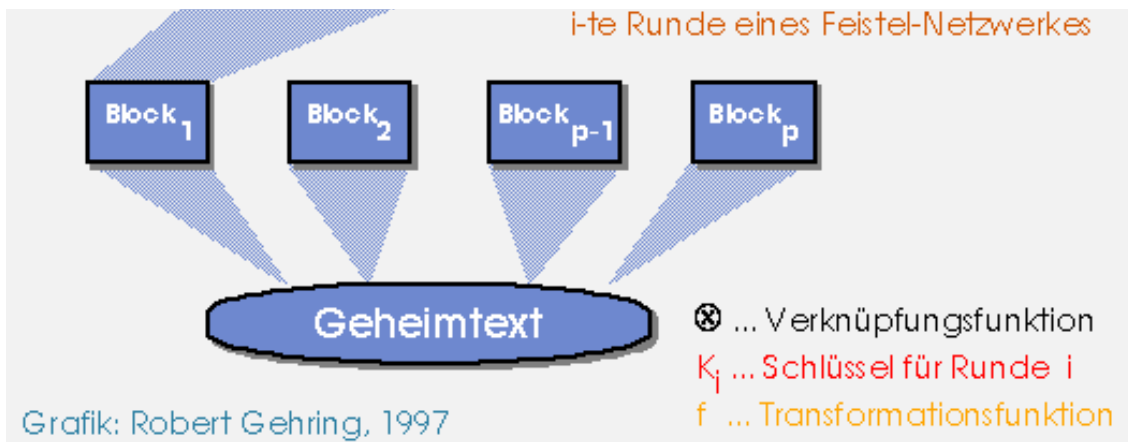 i-te Runde eines Feistel-Netzwerkes
Block1 Block2 Blockp-1 Blockp
Geheimtext
⊗ ... Verknüpfungsfunktion
Ki ... Schlüssel für Runde i
f ... Transformationsfunktion
Grafik: Robert Gehring, 1997